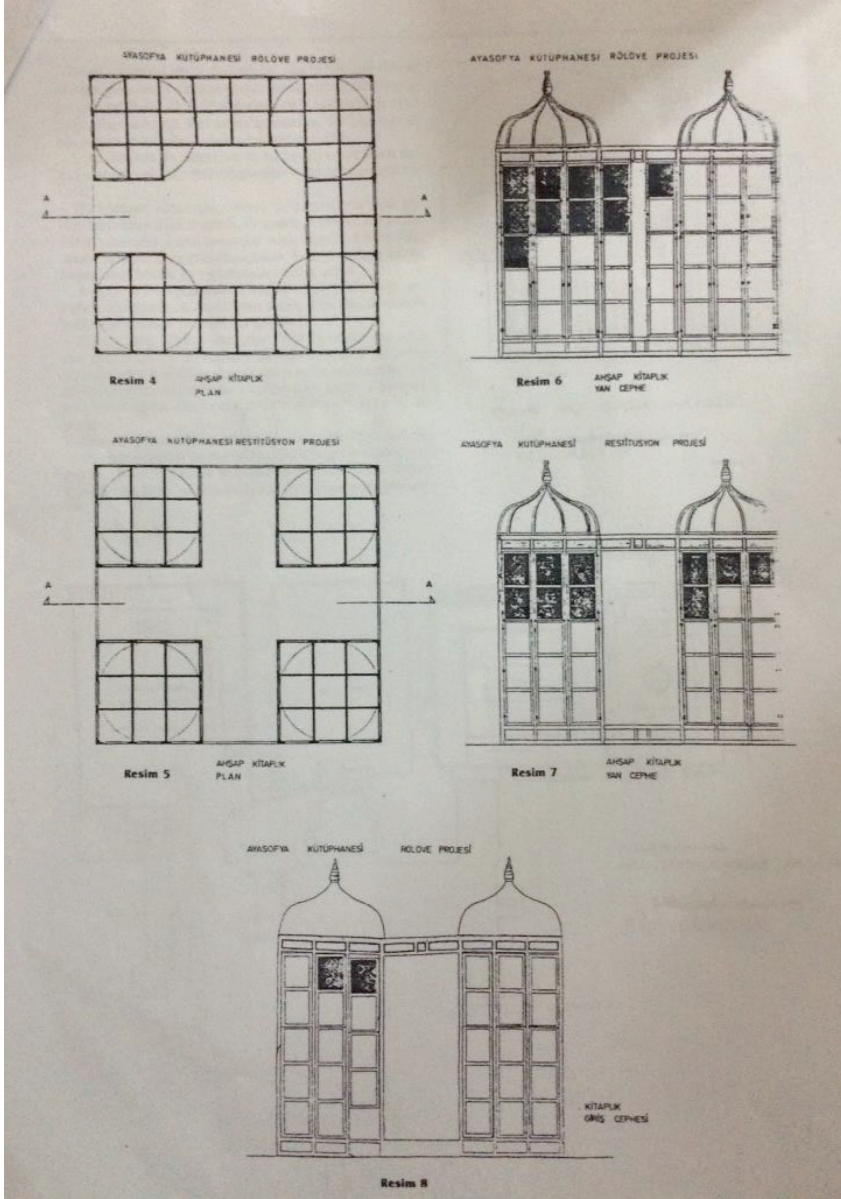 AYASOFYA KÜTÜPHANESİ RÖLÖVE PROJESİ
A A
Resim 4
AHŞAP KİTAPLIK
PLAN
AYASOFYA KÜTÜPHANESİ RÖLÖVE PROJESİ
Resim 6
AHŞAP KİTAPLIK
YAN CEPHE
AYASOFYA KÜTÜPHANESİ RESTİTÜSYON PROJESİ
A A
Resim 5
AHŞAP KİTAPLIK
PLAN
AYASOFYA KÜTÜPHANESİ RESTİTÜSYON PROJESİ
Resim 7
AHŞAP KİTAPLIK
YAN CEPHE
AYASOFYA KÜTÜPHANESİ RÖLÖVE PROJESİ
KİTAPLIK
GİRİŞ CEPHESİ
Resim 8